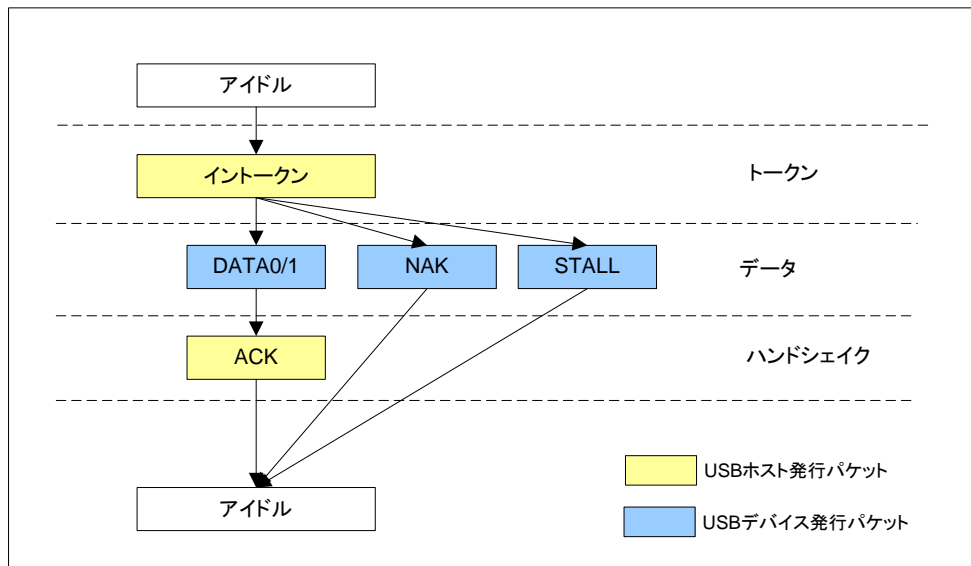 アイドル
イントークン
トークン
DATA0/1
NAK
STALL
データ
ACK
ハンドシェイク
アイドル
USBホスト発行パケット
USBデバイス発行パケット